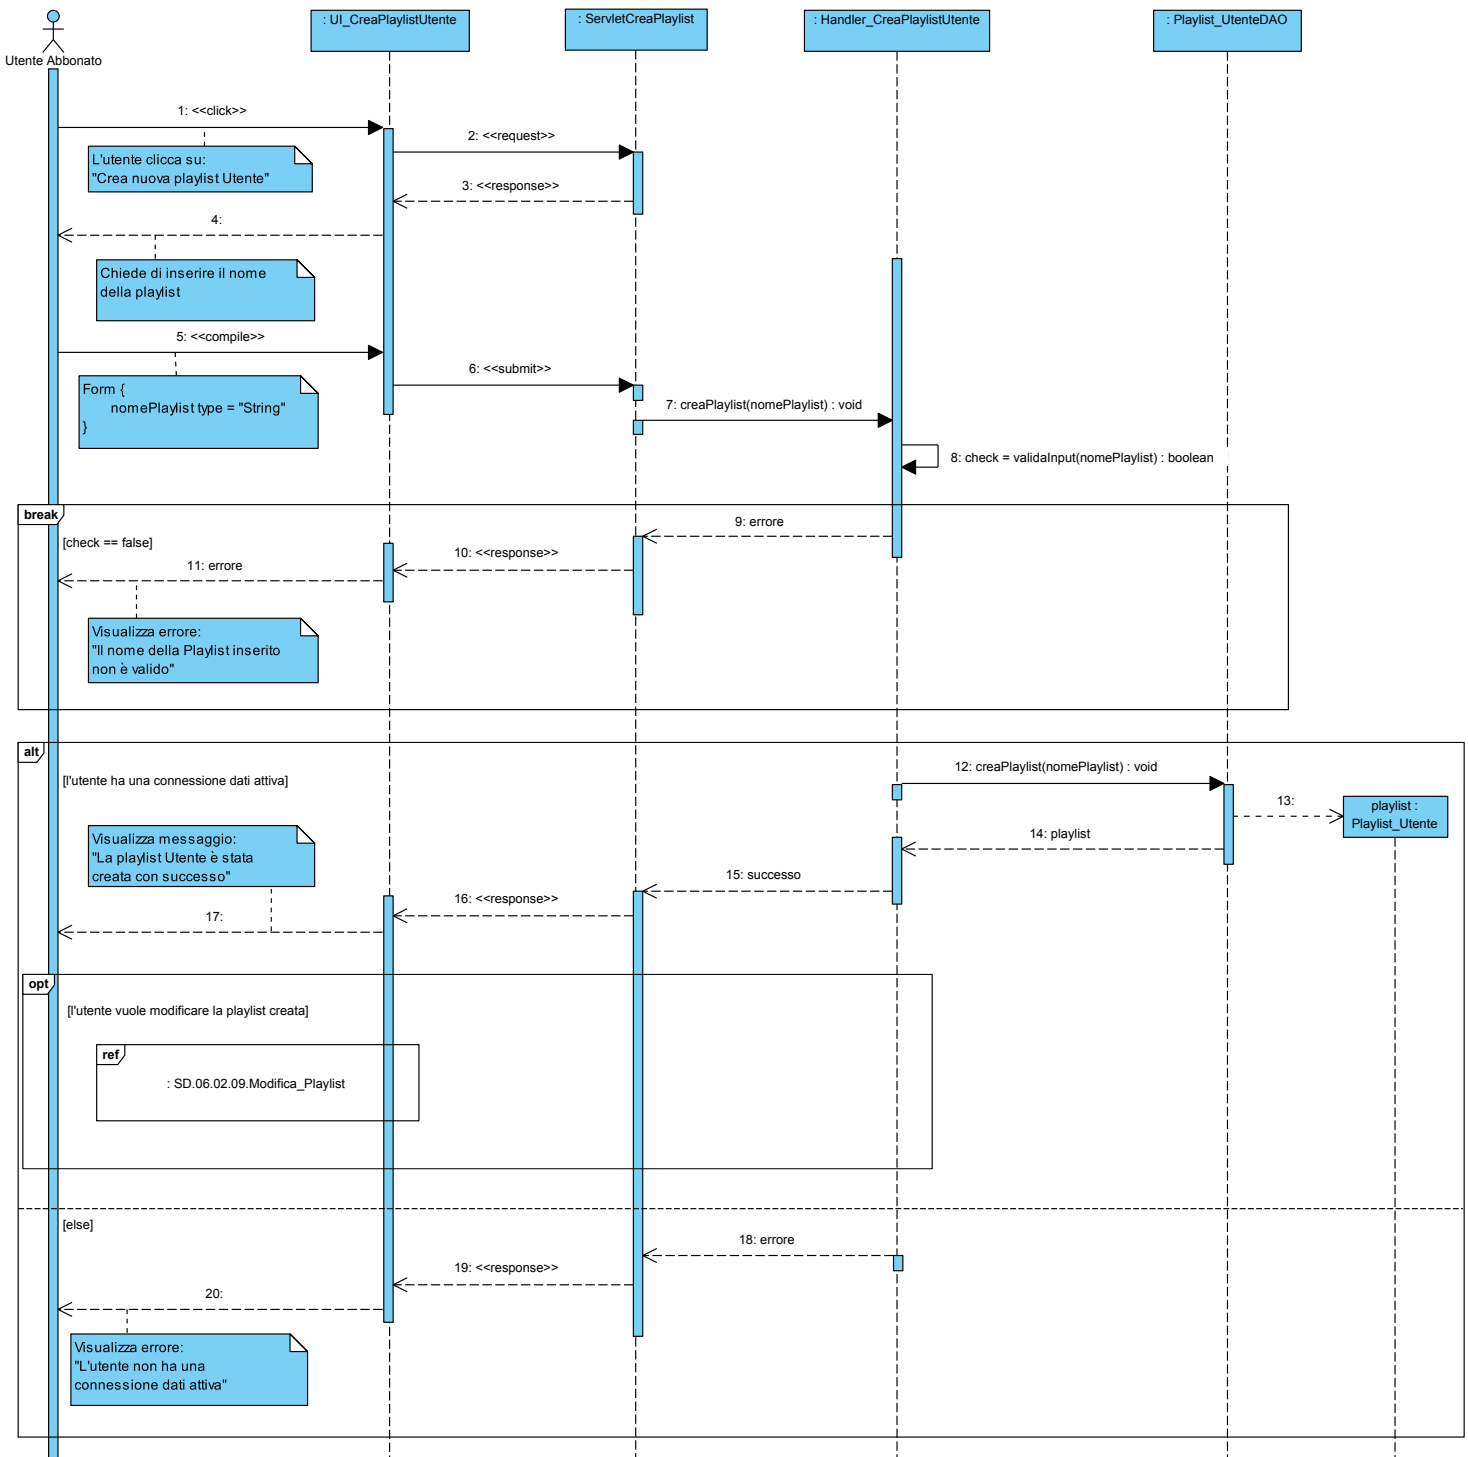 : UI_CreaPlaylistUtente
: ServletCreaPlaylist
: Handler_CreaPlaylistUtente
: Playlist_UtenteDAO
Utente Abbonato
1: <<click>>
L'utente clicca su:
"Crea nuova playlist Utente"
2: <<request>>
3: <<response>>
4:
Chiede di inserire il nome
della playlist
5: <<compile>>
Form {
nomePlaylist type = "String"
}
6: <<submit>>
7: creaPlaylist(nomePlaylist) : void
8: check = validaInput(nomePlaylist) : boolean
break
[check == false]
9: errore
10: <<response>>
11: errore
Visualizza errore:
"Il nome della Playlist inserito
non è valido"
alt
[l'utente ha una connessione dati attiva]
12: creaPlaylist(nomePlaylist) : void
13:
playlist :
Playlist_Utente
14: playlist
15: successo
16: <<response>>
Visualizza messaggio:
"La playlist Utente è stata
creata con successo"
17:
opt
[l'utente vuole modificare la playlist creata]
ref
: SD.06.02.09.Modifica_Playlist
[else]
18: errore
19: <<response>>
20:
Visualizza errore:
"L'utente non ha una
connessione dati attiva"